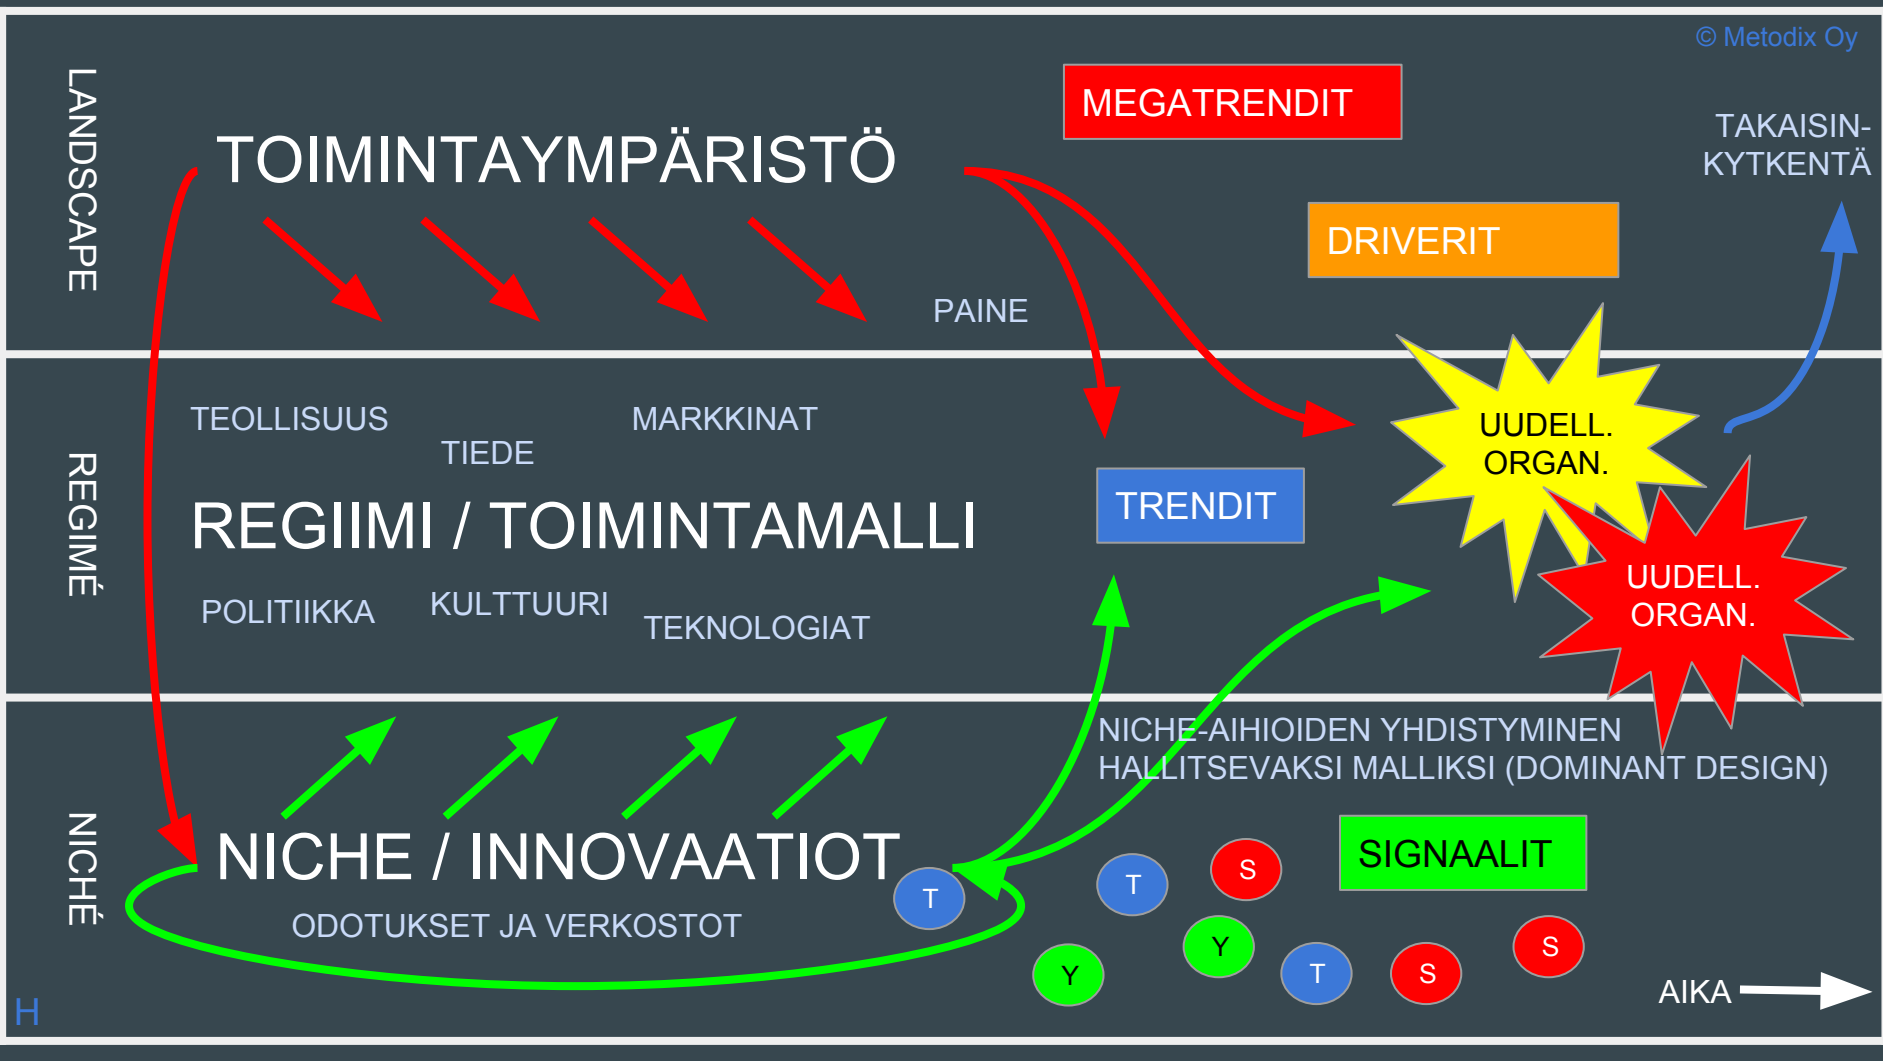 © Metodix Oy
LANDSCAPE
TOIMINTAYMPÄRISTÖ
MEGATRENDIT
TAKAISIN-
KYTKENTÄ
DRIVERIT
PAINE
REGIMÉ
TEOLLISUUS
TIEDE
MARKKINAT
REGIIMI / TOIMINTAMALLI
POLITIIKKA
KULTTUURI
TEKNOLOGIAT
TRENDIT
UUDELL.
ORGAN.
UUDELL.
ORGAN.
NICHÉ
NICHE / INNOVAATIOT
ODOTUKSET JA VERKOSTOT
NICHE-AIHIOIDEN YHDISTYMINEN
HALLITSEVAKSI MALLIKSI (DOMINANT DESIGN)
SIGNAALIT
T
T
S
Y
Y
T
S
S
AIKA
H